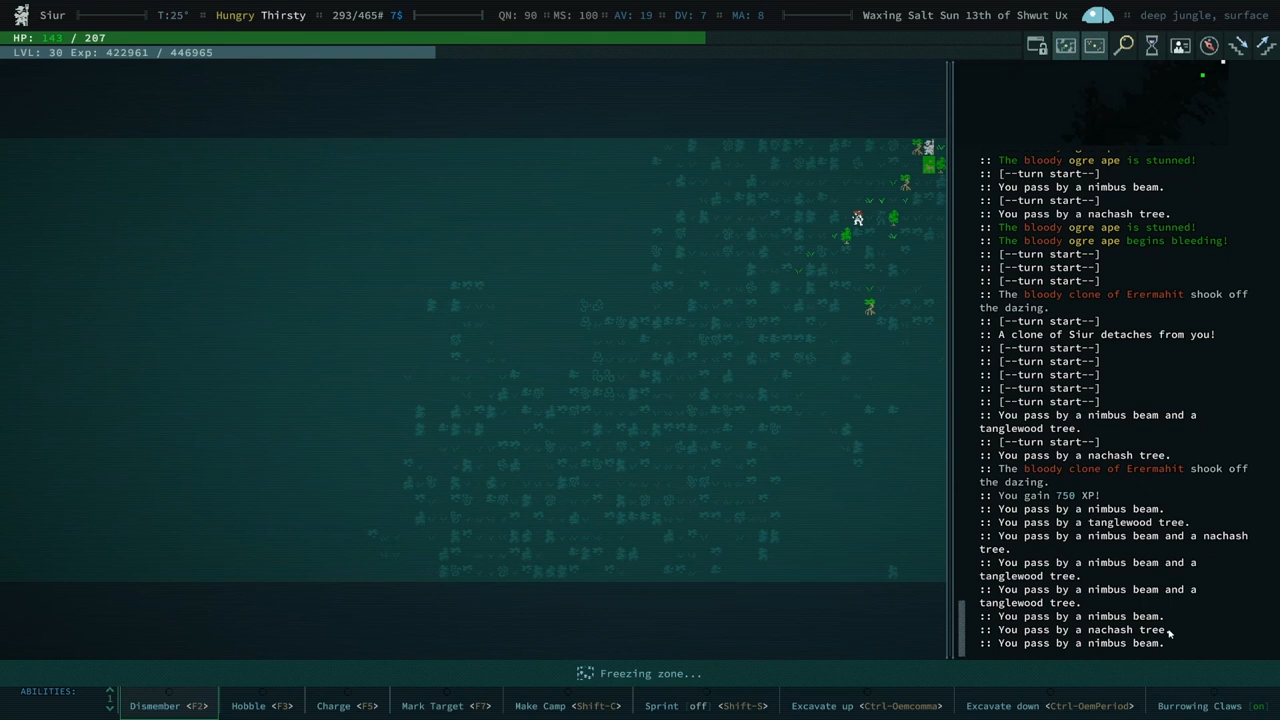 Siur T:25° :: Hungry Thirsty :: 293/465# 7$ QN: 90 :: MS: 100 :: AV: 19 :: DV: 7 :: MA: 8 Waxing Salt Sun 13th of Shwut Ux :: deep jungle, surface
HP: 143 / 207
LVL: 30 Exp: 422961 / 446965
:: The bloody ogre ape is stunned!
:: [--turn start--]
:: You pass by a nimbus beam.
:: [--turn start--]
:: You pass by a nachash tree.
:: The bloody ogre ape is stunned!
:: The bloody ogre ape begins bleeding!
:: [--turn start--]
:: [--turn start--]
:: [--turn start--]
:: The bloody clone of Erermahit shook off
the dazing.
:: [--turn start--]
:: A clone of Siur detaches from you!
:: [--turn start--]
:: [--turn start--]
:: [--turn start--]
:: [--turn start--]
:: [--turn start--]
:: You pass by a nimbus beam and a
tanglewood tree.
:: [--turn start--]
:: You pass by a nachash tree.
:: The bloody clone of Erermahit shook off
the dazing.
:: You gain 750 XP!
:: You pass by a nimbus beam.
:: You pass by a tanglewood tree.
:: You pass by a nimbus beam and a nachash
tree.
:: You pass by a nimbus beam and a
tanglewood tree.
:: You pass by a nimbus beam and a
tanglewood tree.
:: You pass by a nimbus beam.
:: You pass by a nachash tree.
:: You pass by a nimbus beam.
Freezing zone...
ABILITIES: 1 Dismember <F2> Hobble <F3> Charge <F5> Mark Target <F7> Make Camp <Shift-C> Sprint [off] <Shift-S> Excavate up <Ctrl-Oemcomma> Excavate down <Ctrl-OemPeriod> Burrowing Claws [on]